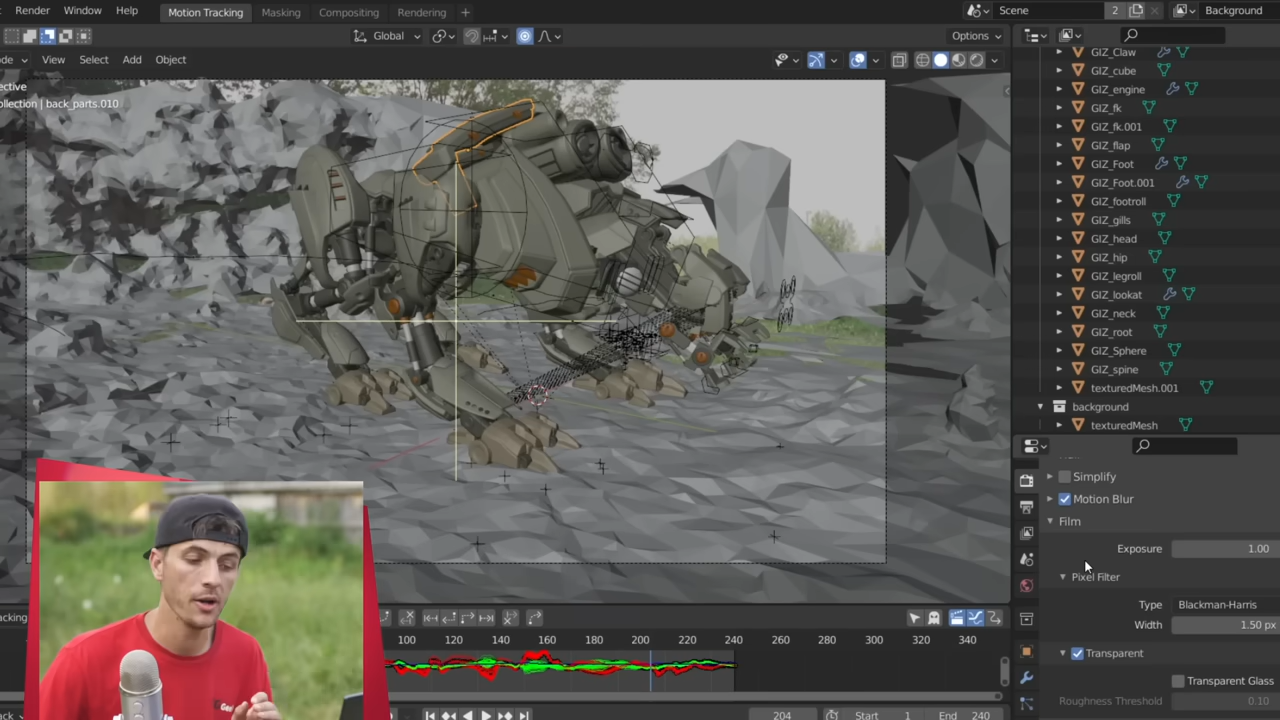 Render Window Help Motion Tracking Masking Compositing Rendering + Scene 2 Background
Global Options
View Select Add Object
back_parts.010
GIZ_Claw
GIZ_cube
GIZ_engine
GIZ_fk
GIZ_fk.001
GIZ_flap
GIZ_Foot
GIZ_Foot.001
GIZ_footroll
GIZ_gills
GIZ_head
GIZ_hip
GIZ_legroll
GIZ_lookat
GIZ_neck
GIZ_root
GIZ_Sphere
GIZ_spine
texturedMesh.001
background
texturedMesh
Simplify
Motion Blur
Film
Exposure 1.00
Pixel Filter
Type Blackman-Harris
Width 1.50 px
Transparent
Transparent Glass
Roughness Threshold 0.10
100 120 140 160 180 200 220 240 260 280 300 320 340
204 Start 1 End 240